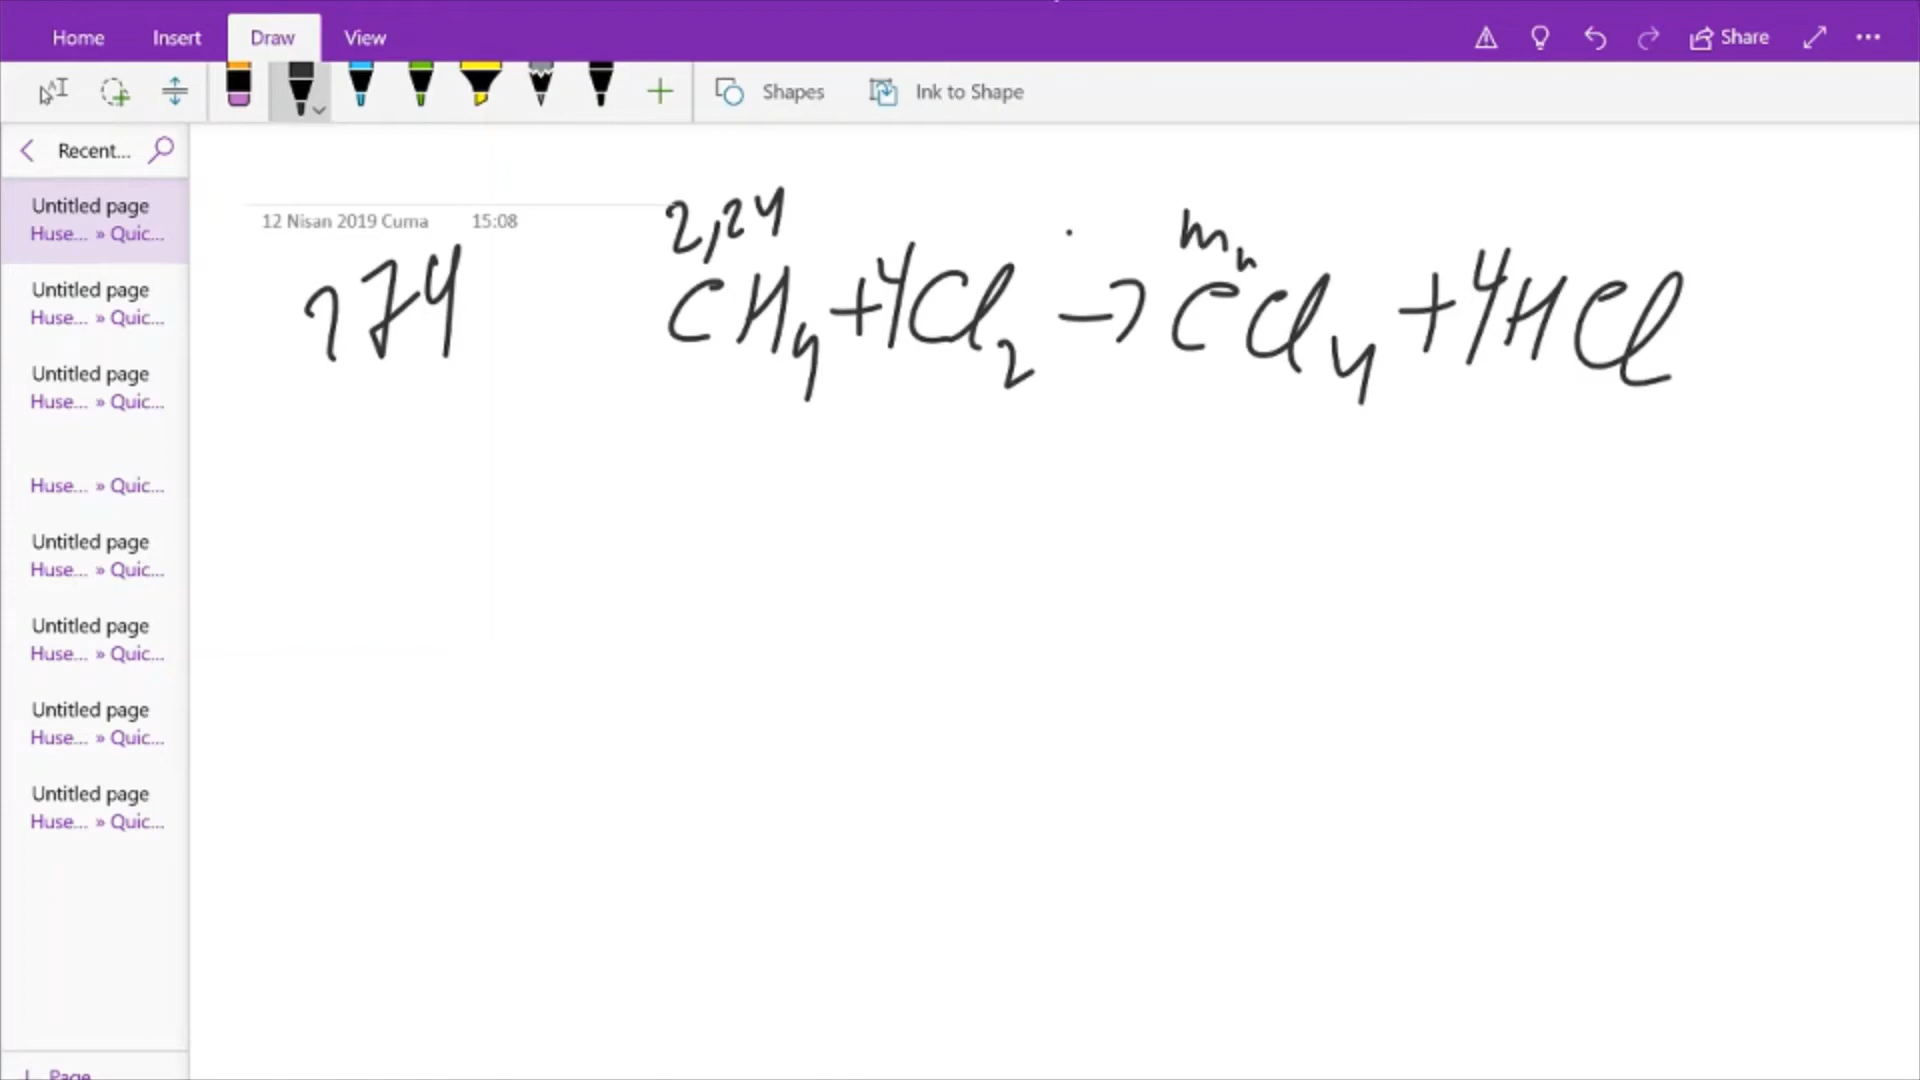 Home Insert Draw View Share
Shapes Ink to Shape
Recent...
Untitled page
Huse... » Quic...
Untitled page
Huse... » Quic...
Untitled page
Huse... » Quic...
Huse... » Quic...
Untitled page
Huse... » Quic...
Untitled page
Huse... » Quic...
Untitled page
Huse... » Quic...
Untitled page
Huse... » Quic...
Page
12 Nisan 2019 Cuma 15:08
2,24 m
174 CH4 + 4Cl2 → CCl4 + 4HCl